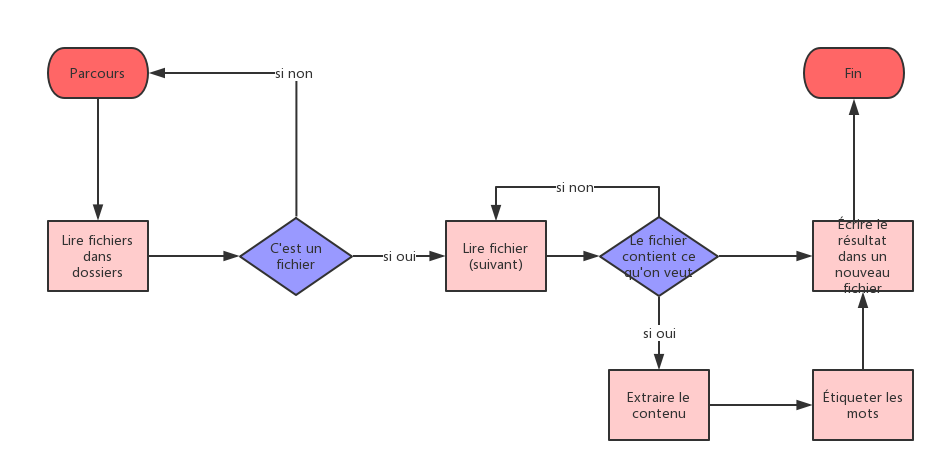 Parcours
si non
Fin
si non
Lire fichiers
dans
dossiers
C'est un
fichier
si oui
Lire fichier
(suivant)
Le fichier
contient ce
qu'on veut
Écrire le
résultat
dans un
nouveau
fichier
si oui
Extraire le
contenu
Étiqueter les
mots